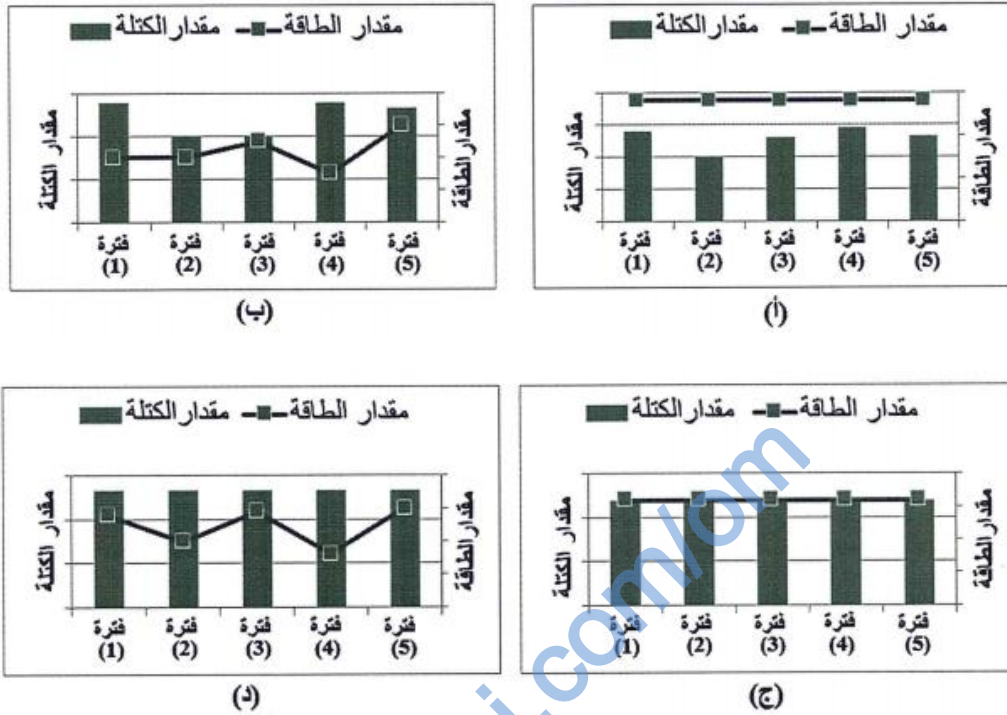 مقدار الكتلة مقدار الطاقة
مقدار الكتلة
مقدار الطاقة
فترة فترة فترة فترة فترة
(1) (2) (3) (4) (5)
(أ)
مقدار الكتلة مقدار الطاقة
مقدار الكتلة
مقدار الطاقة
فترة فترة فترة فترة فترة
(1) (2) (3) (4) (5)
(ب)
مقدار الكتلة مقدار الطاقة
مقدار الكتلة
مقدار الطاقة
فترة فترة فترة فترة فترة
(1) (2) (3) (4) (5)
(ج)
مقدار الكتلة مقدار الطاقة
مقدار الكتلة
مقدار الطاقة
فترة فترة فترة فترة فترة
(1) (2) (3) (4) (5)
(د)
i.com/om